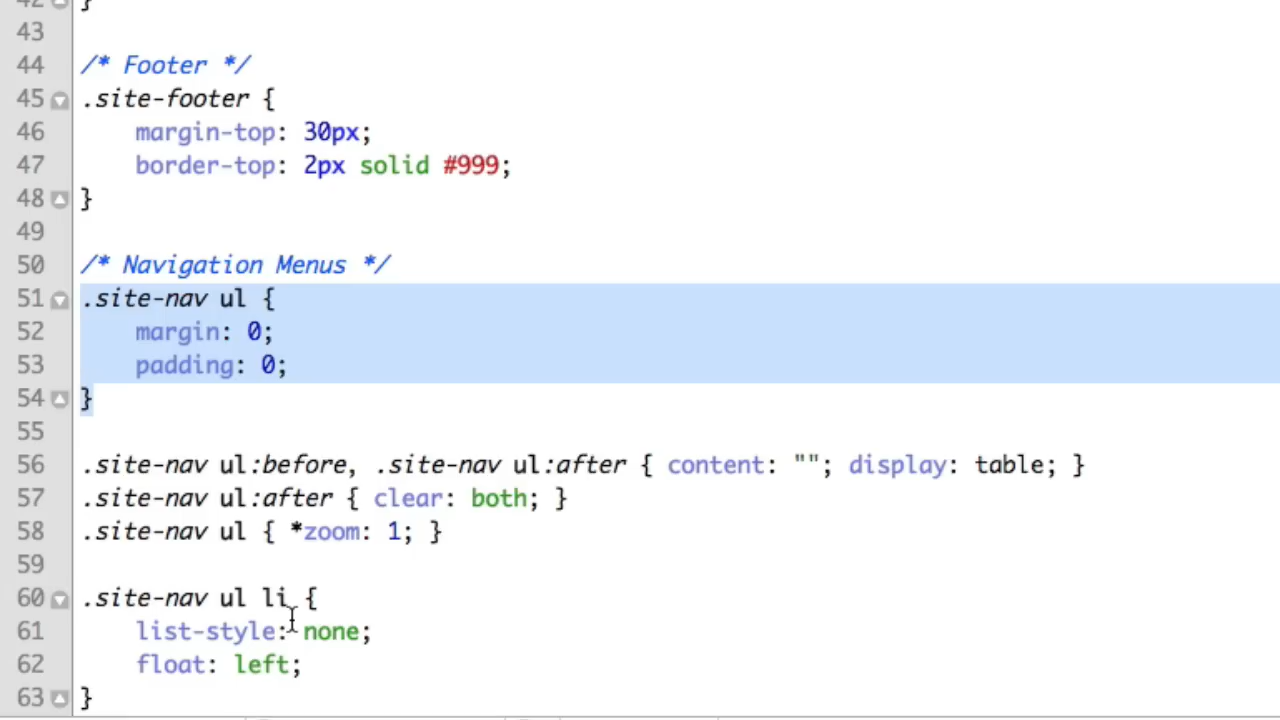 42 }
43
44 /* Footer */
45 .site-footer {
46 margin-top: 30px;
47 border-top: 2px solid #999;
48 }
49
50 /* Navigation Menus */
51 .site-nav ul {
52 margin: 0;
53 padding: 0;
54 }
55
56 .site-nav ul:before, .site-nav ul:after { content: ""; display: table; }
57 .site-nav ul:after { clear: both; }
58 .site-nav ul { *zoom: 1; }
59
60 .site-nav ul li {
61 list-style: none;
62 float: left;
63 }